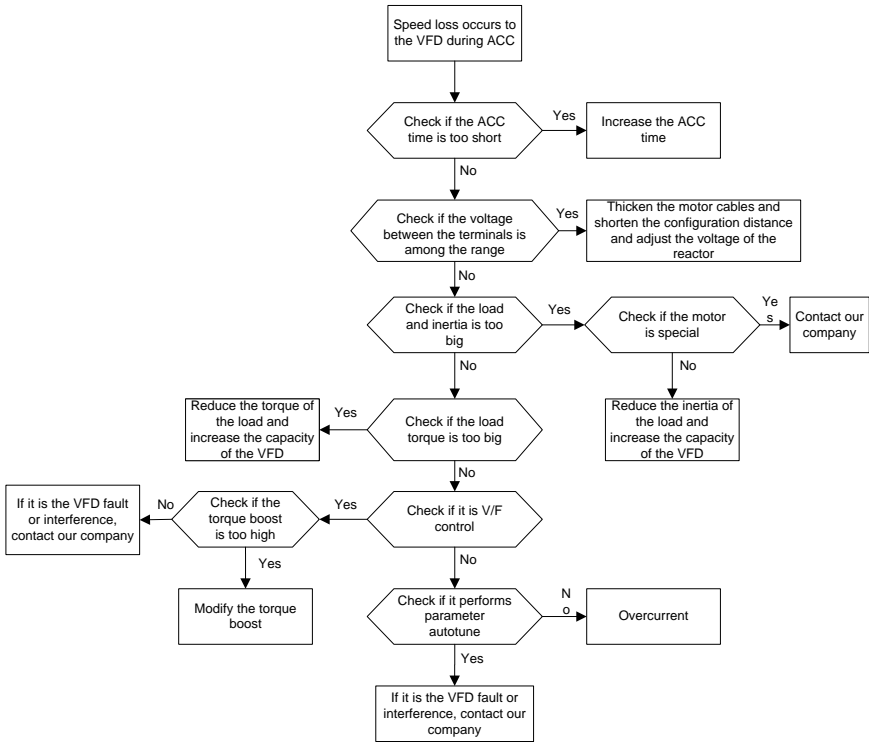 Speed loss occurs to
the VFD during ACC
Check if the ACC
time is too short
Yes
Increase the ACC
time
No
Check if the voltage
between the terminals is
among the range
Yes
Thicken the motor cables and
shorten the configuration distance
and adjust the voltage of the
reactor
No
Check if the load
and inertia is too
big
Yes
Check if the motor
is special
Ye
s
Contact our
company
No
No
Reduce the inertia of
the load and
increase the capacity
of the VFD
Check if the load
torque is too big
Yes
Reduce the torque of
the load and
increase the capacity
of the VFD
No
Check if it is V/F
control
Yes
Check if the
torque boost
is too high
No
If it is the VFD fault
or interference,
contact our company
Yes
Modify the torque
boost
No
Check if it performs
parameter
autotune
N
o
Overcurrent
Yes
If it is the VFD fault or
interference, contact our
company